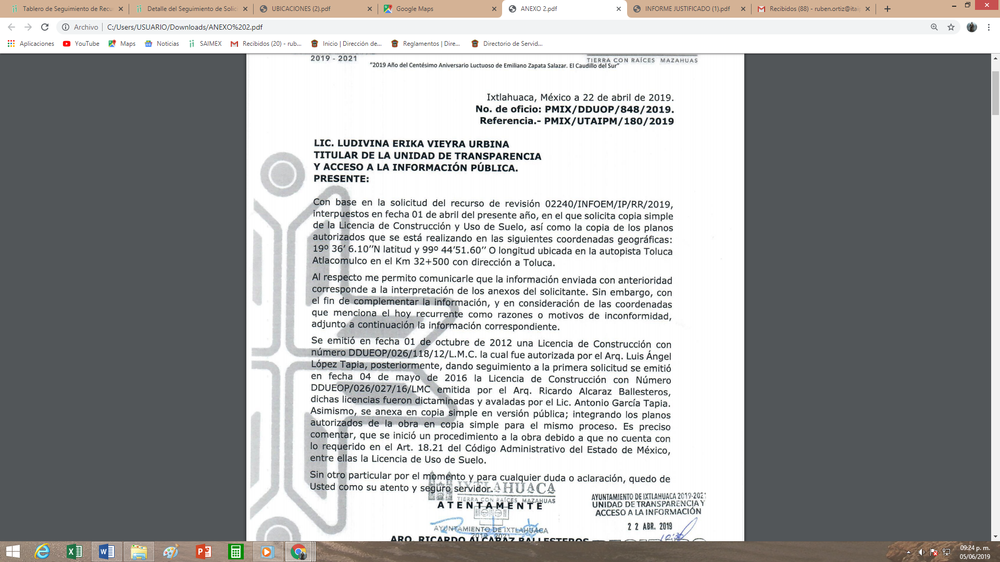 Tablero de Seguimiento de Recu
Detalle del Seguimiento de Solici
UBICACIONES (2).pdf
Google Maps
ANEXO 2.pdf
INFORME JUSTIFICADO (1).pdf
Recibidos (88) - ruben.ortiz@itai
Archivo
C:/Users/USUARIO/Downloads/ANEXO%202.pdf
Aplicaciones
YouTube
Maps
Noticias
SAIMEX
Recibidos (20) - rub...
Inicio | Dirección de...
Reglamentos | Dire...
Directorio de Servid...
2019 - 2021
TIERRA CON RAÍCES MAZAHUAS
“2019 Año del Centésimo Aniversario Luctuoso de Emiliano Zapata Salazar. El Caudillo del Sur”
Ixtlahuaca, México a 22 de abril de 2019.
No. de oficio: PMIX/DDUOP/848/2019.
Referencia.- PMIX/UTAIPM/180/2019
LIC. LUDIVINA ERIKA VIEYRA URBINA
TITULAR DE LA UNIDAD DE TRANSPARENCIA
Y ACCESO A LA INFORMACIÓN PÚBLICA.
PRESENTE:
Con base en la solicitud del recurso de revisión 02240/INFOEM/IP/RR/2019,
interpuestos en fecha 01 de abril del presente año, en el que solicita copia simple
de la Licencia de Construcción y Uso de Suelo, así como la copia de los planos
autorizados que se está realizando en las siguientes coordenadas geográficas:
19º 36’ 6.10’’N latitud y 99º 44’51.60’’ O longitud ubicada en la autopista Toluca
Atlacomulco en el Km 32+500 con dirección a Toluca.
Al respecto me permito comunicarle que la información enviada con anterioridad
corresponde a la interpretación de los anexos del solicitante. Sin embargo, con
el fin de complementar la información, y en consideración de las coordenadas
que menciona el hoy recurrente como razones o motivos de inconformidad,
adjunto a continuación la información correspondiente.
Se emitió en fecha 01 de octubre de 2012 una Licencia de Construcción con
número DDUEOP/026/118/12/L.M.C. la cual fue autorizada por el Arq. Luis Ángel
López Tapia, posteriormente, dando seguimiento a la primera solicitud se emitió
en fecha 04 de mayo de 2016 la Licencia de Construcción con Número
DDUEOP/026/027/16/LMC emitida por el Arq. Ricardo Alcaraz Ballesteros,
dichas licencias fueron dictaminadas y avaladas por el Lic. Antonio García Tapia.
Asimismo, se anexa en copia simple en versión pública; integrando los planos
autorizados de la obra en copia simple para el mismo proceso. Es preciso
comentar, que se inició un procedimiento a la obra debido a que no cuenta con
lo requerido en el Art. 18.21 del Código Administrativo del Estado de México,
entre ellas la Licencia de Uso de Suelo.
Sin otro particular por el momento y para cualquier duda o aclaración, quedo de
Usted como su atento y seguro servidor.
IXTLAHUACA
TIERRA CON RAÍCES MAZAHUAS
ATENTAMENTE
AYUNTAMIENTO DE IXTLAHUACA
2019 2021
ARQ. RICARDO ALCARAZ BALLESTEROS
AYUNTAMIENTO DE IXTLAHUACA 2019-2021
UNIDAD DE TRANSPARENCIA Y
ACCESO A LA INFORMACIÓN
22 ABR. 2019
10:30
09:24 p. m.
05/06/2019